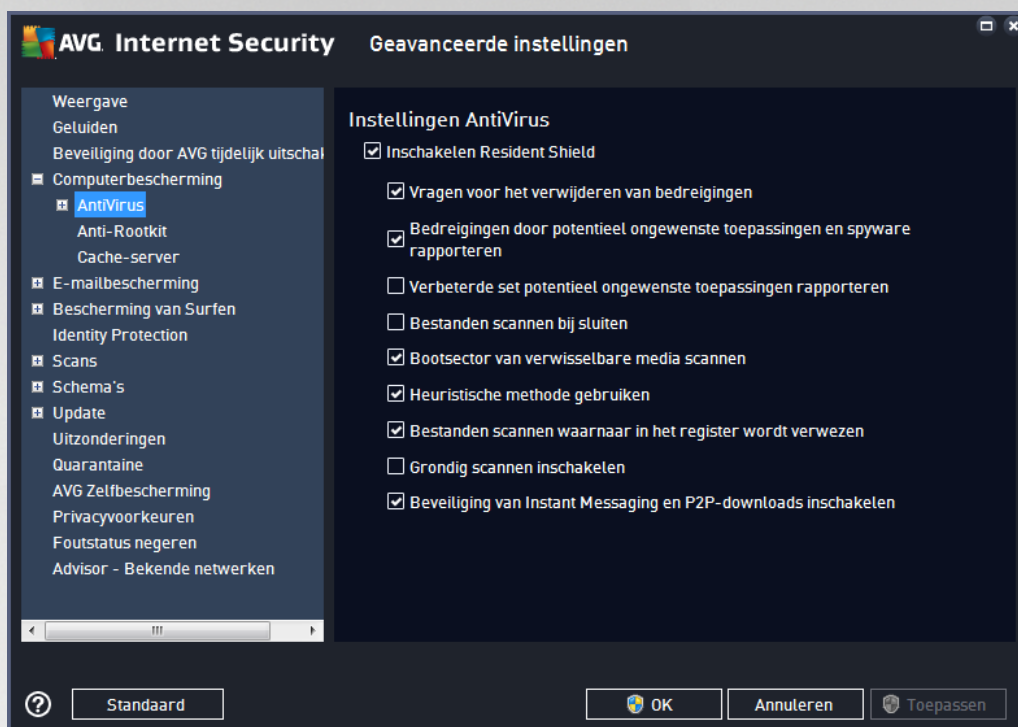 AVG. Internet Security
Geavanceerde instellingen
Weergave
Geluiden
Beveiliging door AVG tijdelijk
Computerbescherming
AntiVirus
Anti-Rootkit
Cache-server
E-mailbescherming
Bescherming van Surfen
Identity Protection
Scans
Schema's
Update
Uitzonderingen
Quarantaine
AVG Zelfbescherming
Privacyvoorkeuren
Foutstatus negeren
Advisor - Bekende netwerken
Instellingen AntiVirus
Inschakelen Resident Shield
Vragen voor het verwijderen van bedreigingen
Bedreigingen door potentieel ongewenste toepassingen en spyware
rapporteren
Verbeterde set potentieel ongewenste toepassingen rapporteren
Bestanden scannen bij sluiten
Bootsector van verwisselbare media scannen
Heuristische methode gebruiken
Bestanden scannen waarnaar in het register wordt verwezen
Grondig scannen inschakelen
Beveiliging van Instant Messaging en P2P-downloads inschakelen
?
Standaard
OK
Annuleren
Toepassen